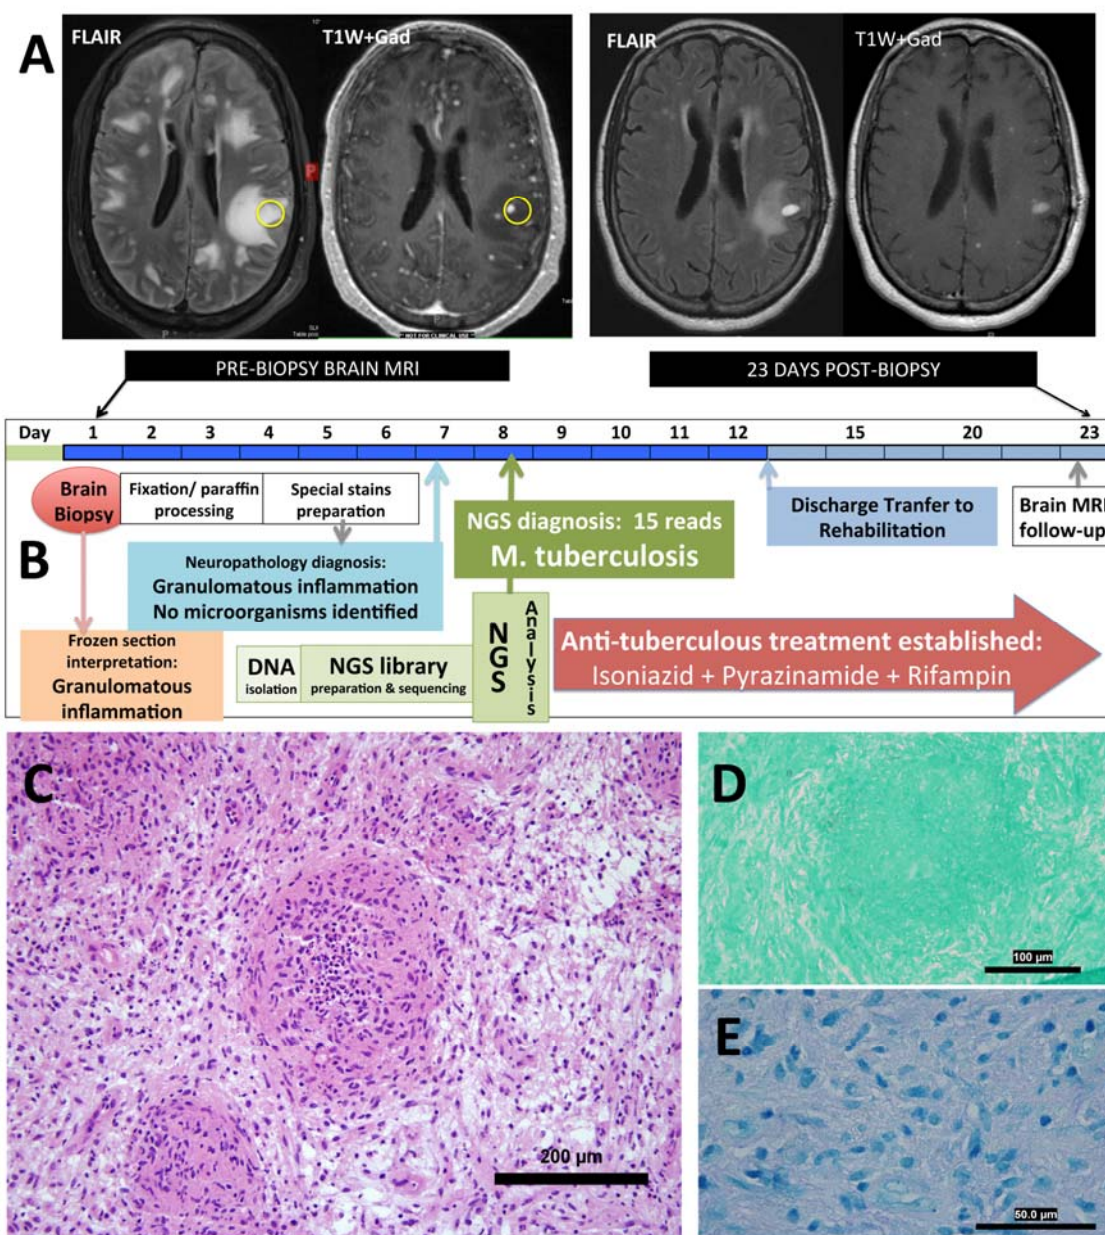 A
FLAIR
T1W+Gad
FLAIR
T1W+Gad
P
P
* NOT FOR CLINICAL USE *
PRE-BIOPSY BRAIN MRI
23 DAYS POST-BIOPSY
Day 1 2 3 4 5 6 7 8 9 10 11 12 15 20 23
Brain
Biopsy
Fixation/ paraffin
processing
Special stains
preparation
NGS diagnosis: 15 reads
M. tuberculosis
Discharge Tranfer to
Rehabilitation
Brain MRI
follow-up
B
Neuropathology diagnosis:
Granulomatous inflammation
No microorganisms identified
Frozen section
interpretation:
Granulomatous
inflammation
DNA
isolation
NGS library
preparation & sequencing
NGS
Analysis
Anti-tuberculous treatment established:
Isoniazid + Pyrazinamide + Rifampin
C
200 µm
D
100 µm
E
50.0 µm